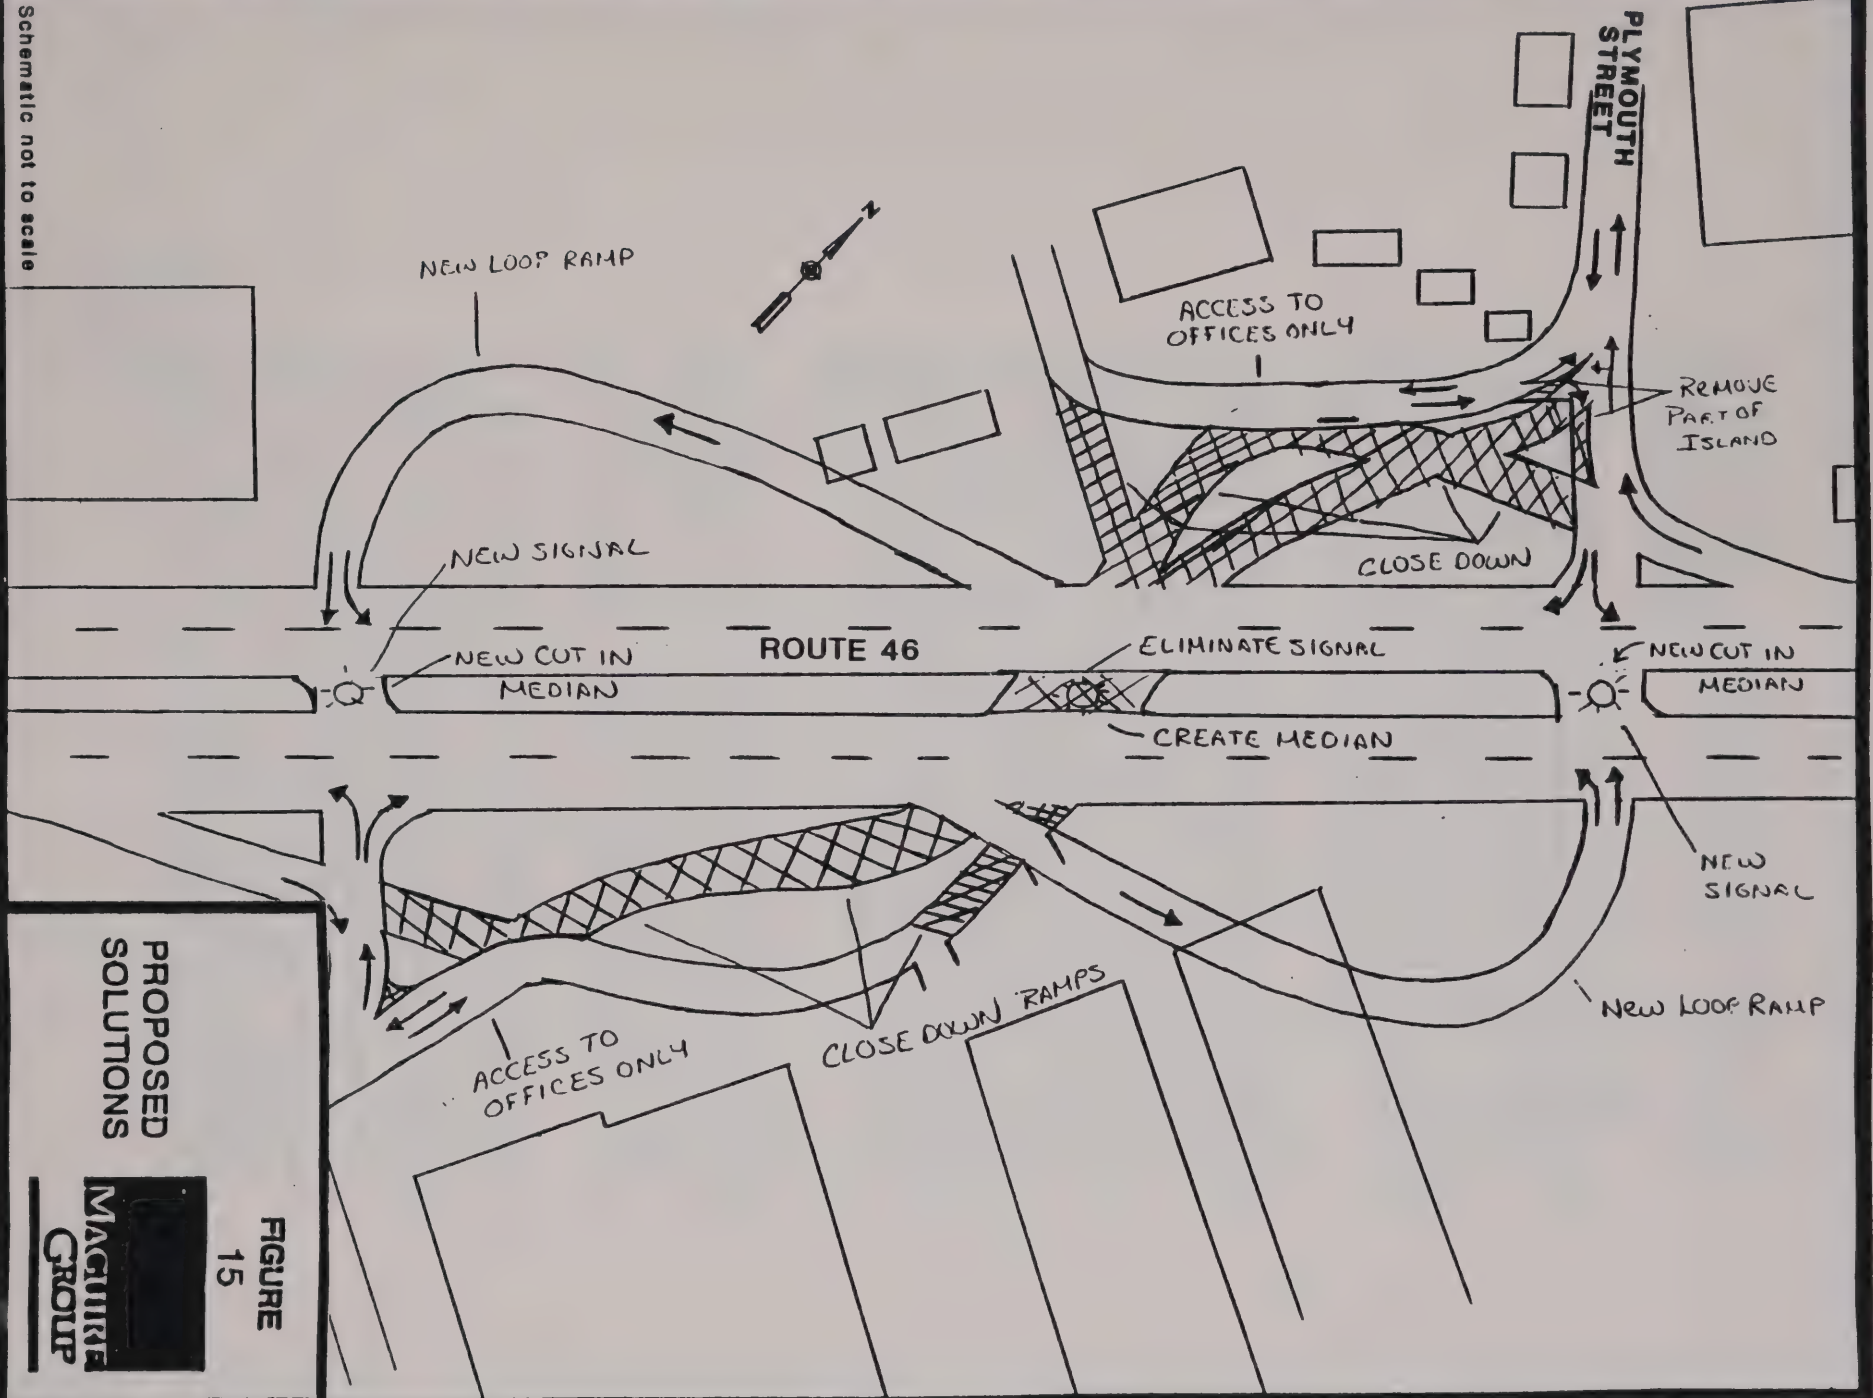 Schematic not to scale
PLYMOUTH
STREET
N
NEW LOOP RAMP
ACCESS TO
OFFICES ONLY
REMOVE
PART OF
ISLAND
NEW SIGNAL
CLOSE DOWN
NEW CUT IN
MEDIAN
ROUTE 46
ELIMINATE SIGNAL
NEW CUT IN
MEDIAN
CREATE MEDIAN
NEW
SIGNAL
NEW LOOP RAMP
CLOSE DOWN RAMPS
ACCESS TO
OFFICES ONLY
PROPOSED
SOLUTIONS
FIGURE
15
MAGUIRE
GROUP